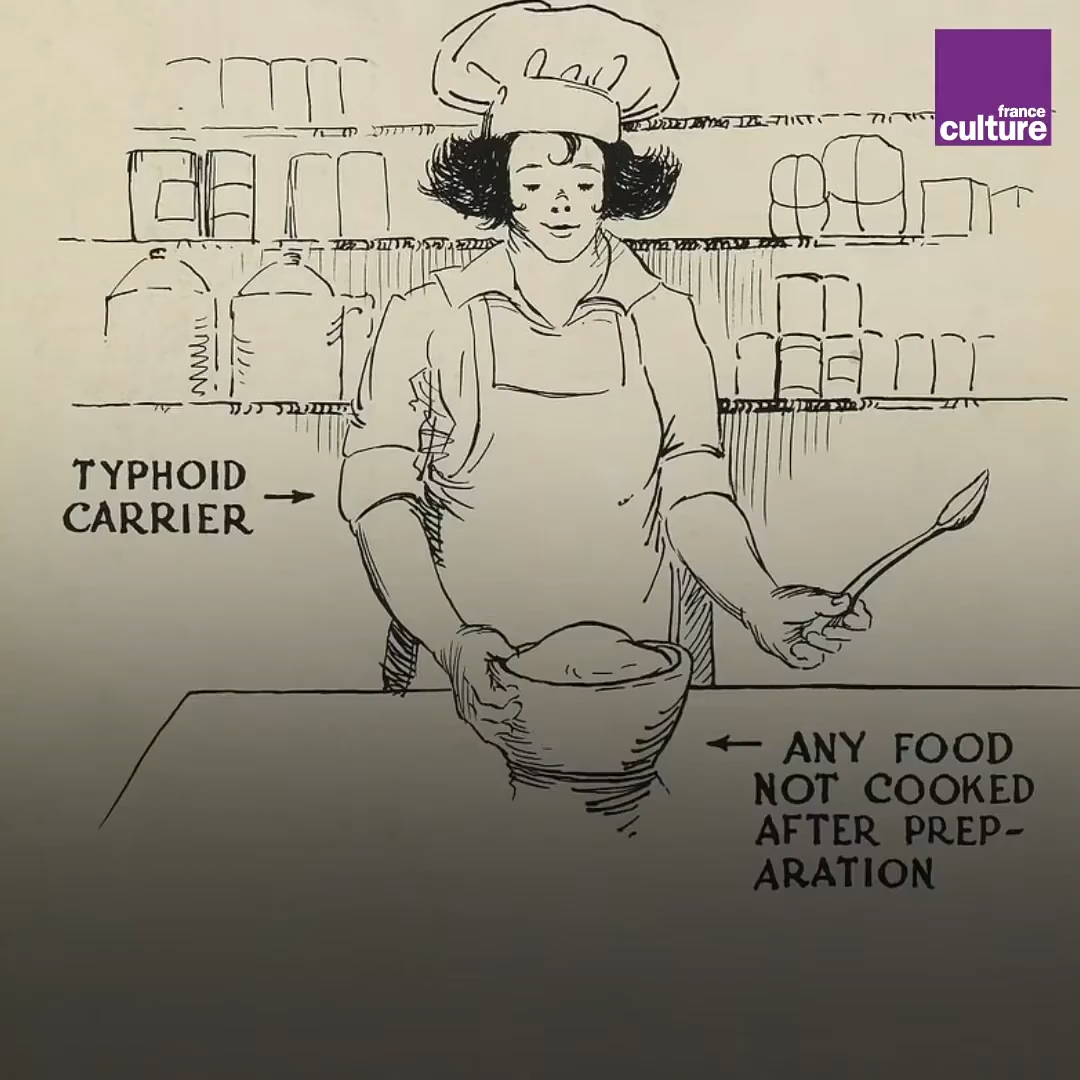 france
culture
TYPHOID
CARRIER
ANY FOOD
NOT COOKED
AFTER PREP-
ARATION